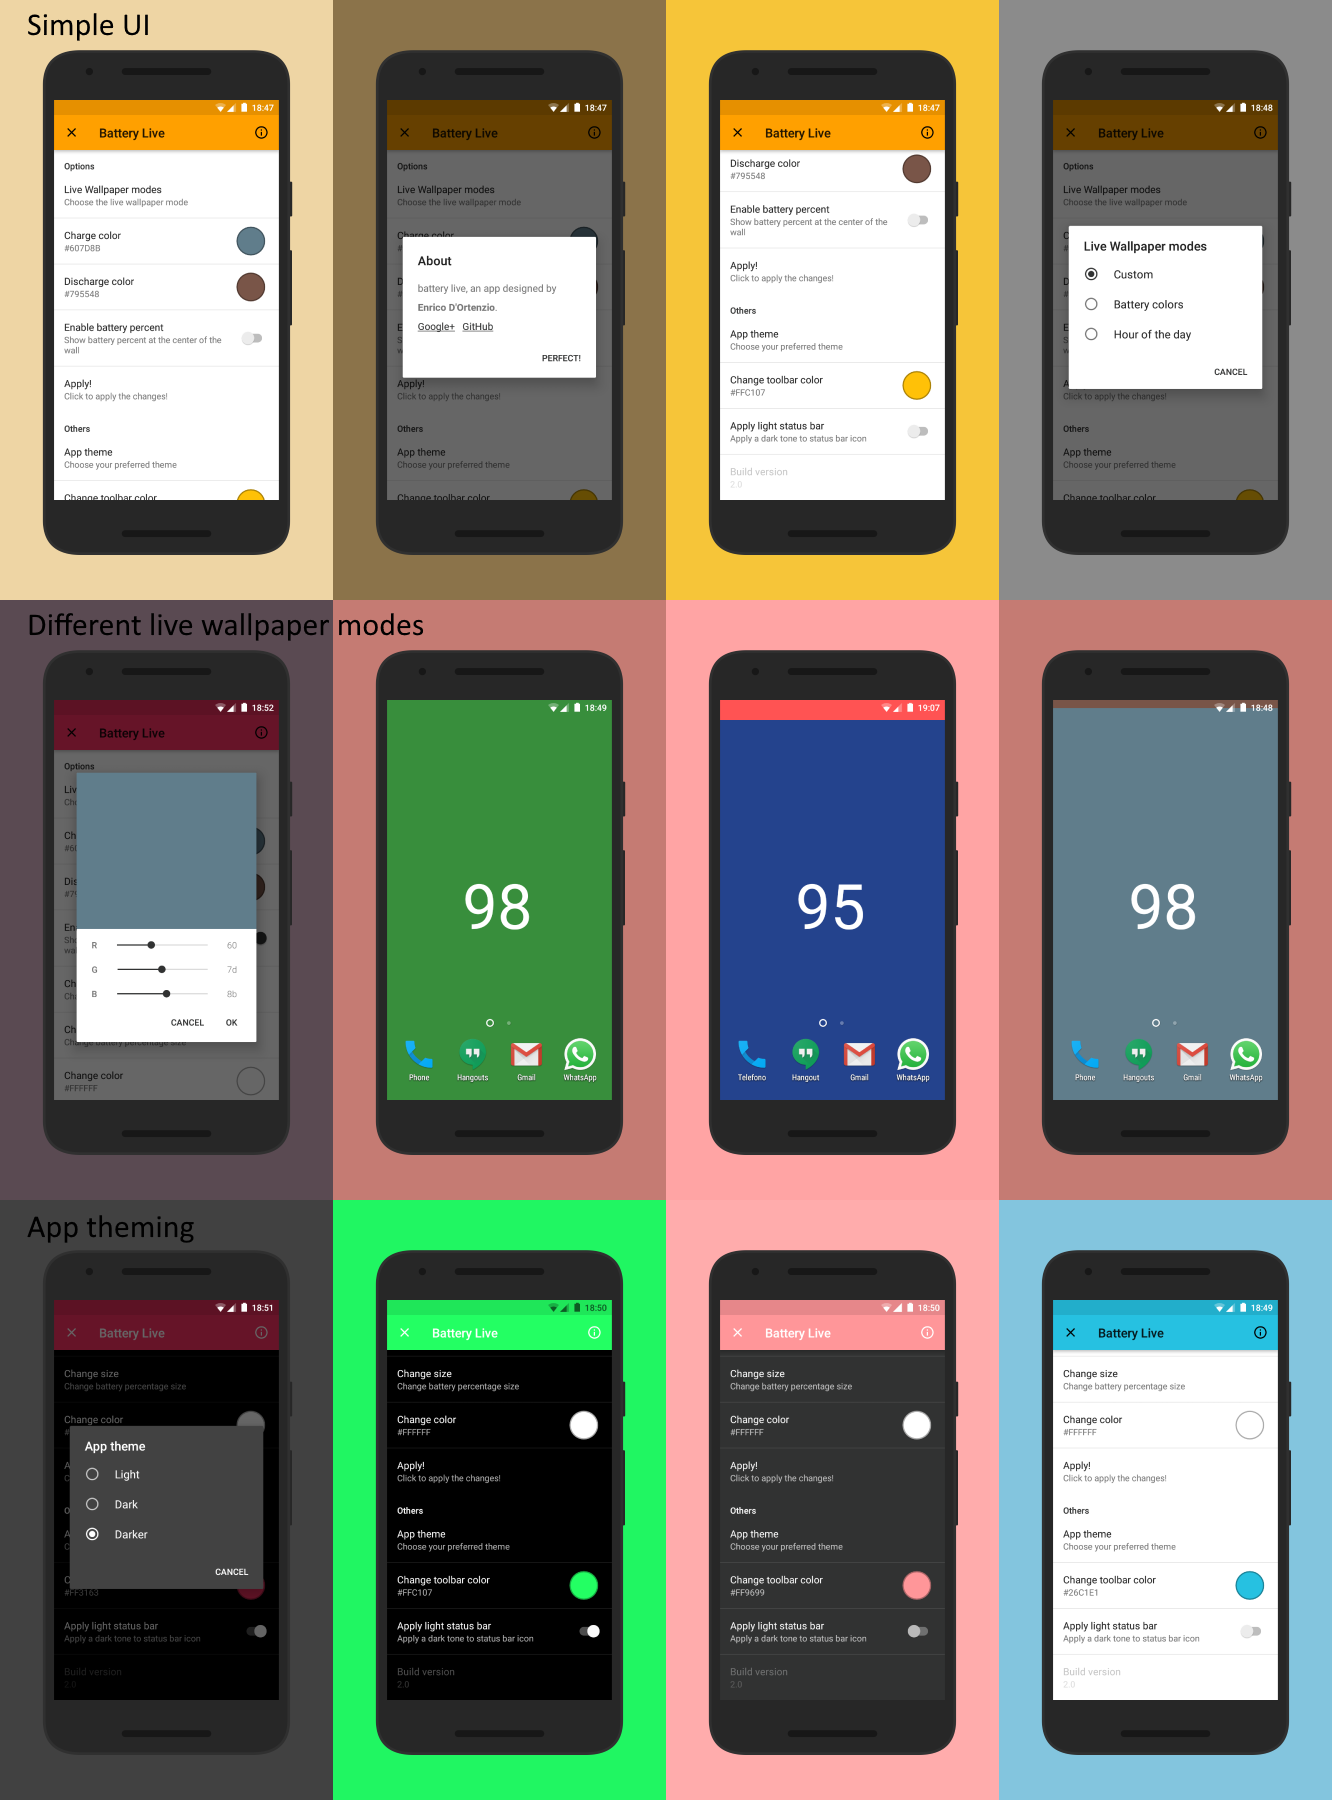 Simple UI
18:47
Battery Live
Options
Live Wallpaper modes
Choose the live wallpaper mode
Charge color
#607D8B
Discharge color
#795548
Enable battery percent
Show battery percent at the center of the
wall
Apply!
Click to apply the changes!
Others
App theme
Choose your preferred theme
Change toolbar color
18:47
Battery Live
Options
Live Wallpaper modes
Choose the live wallpaper mode
Charge color
#
D
#
E
S
w
About
battery live, an app designed by
Enrico D'Ortenzio.
Google+ GitHub
PERFECT!
Apply!
Click to apply the changes!
Others
App theme
Choose your preferred theme
Change toolbar color
18:47
Battery Live
Discharge color
#795548
Enable battery percent
Show battery percent at the center of the
wall
Apply!
Click to apply the changes!
Others
App theme
Choose your preferred theme
Change toolbar color
#FFC107
Apply light status bar
Apply a dark tone to status bar icon
Build version
2.0
18:48
Battery Live
Options
Live Wallpaper modes
Choose the live wallpaper mode
C
#
D
#
E
S
w
A
Live Wallpaper modes
Custom
Battery colors
Hour of the day
CANCEL
Click to apply the changes!
Others
App theme
Choose your preferred theme
Change toolbar color
Different live wallpaper modes
18:52
Battery Live
Options
Liv
Ch
Ch
#6
Dis
#7
En
Sh
wa
Ch
Ch
Ch
R 60
G 7d
B 8b
CANCEL OK
Change battery percentage size
Change color
#FFFFFF
18:49
98
Phone Hangouts Gmail WhatsApp
19:07
95
Telefono Hangout Gmail WhatsApp
18:48
98
Phone Hangouts Gmail WhatsApp
App theming
18:51
Battery Live
Change size
Change battery percentage size
Change color
#FFFFFF
A
C
O
A
C
C
App theme
Light
Dark
Darker
CANCEL
#FF3163
Apply light status bar
Apply a dark tone to status bar icon
Build version
2.0
18:50
Battery Live
Change size
Change battery percentage size
Change color
#FFFFFF
Apply!
Click to apply the changes!
Others
App theme
Choose your preferred theme
Change toolbar color
#FFC107
Apply light status bar
Apply a dark tone to status bar icon
Build version
2.0
18:50
Battery Live
Change size
Change battery percentage size
Change color
#FFFFFF
Apply!
Click to apply the changes!
Others
App theme
Choose your preferred theme
Change toolbar color
#FF9699
Apply light status bar
Apply a dark tone to status bar icon
Build version
2.0
18:49
Battery Live
Change size
Change battery percentage size
Change color
#FFFFFF
Apply!
Click to apply the changes!
Others
App theme
Choose your preferred theme
Change toolbar color
#26C1E1
Apply light status bar
Apply a dark tone to status bar icon
Build version
2.0